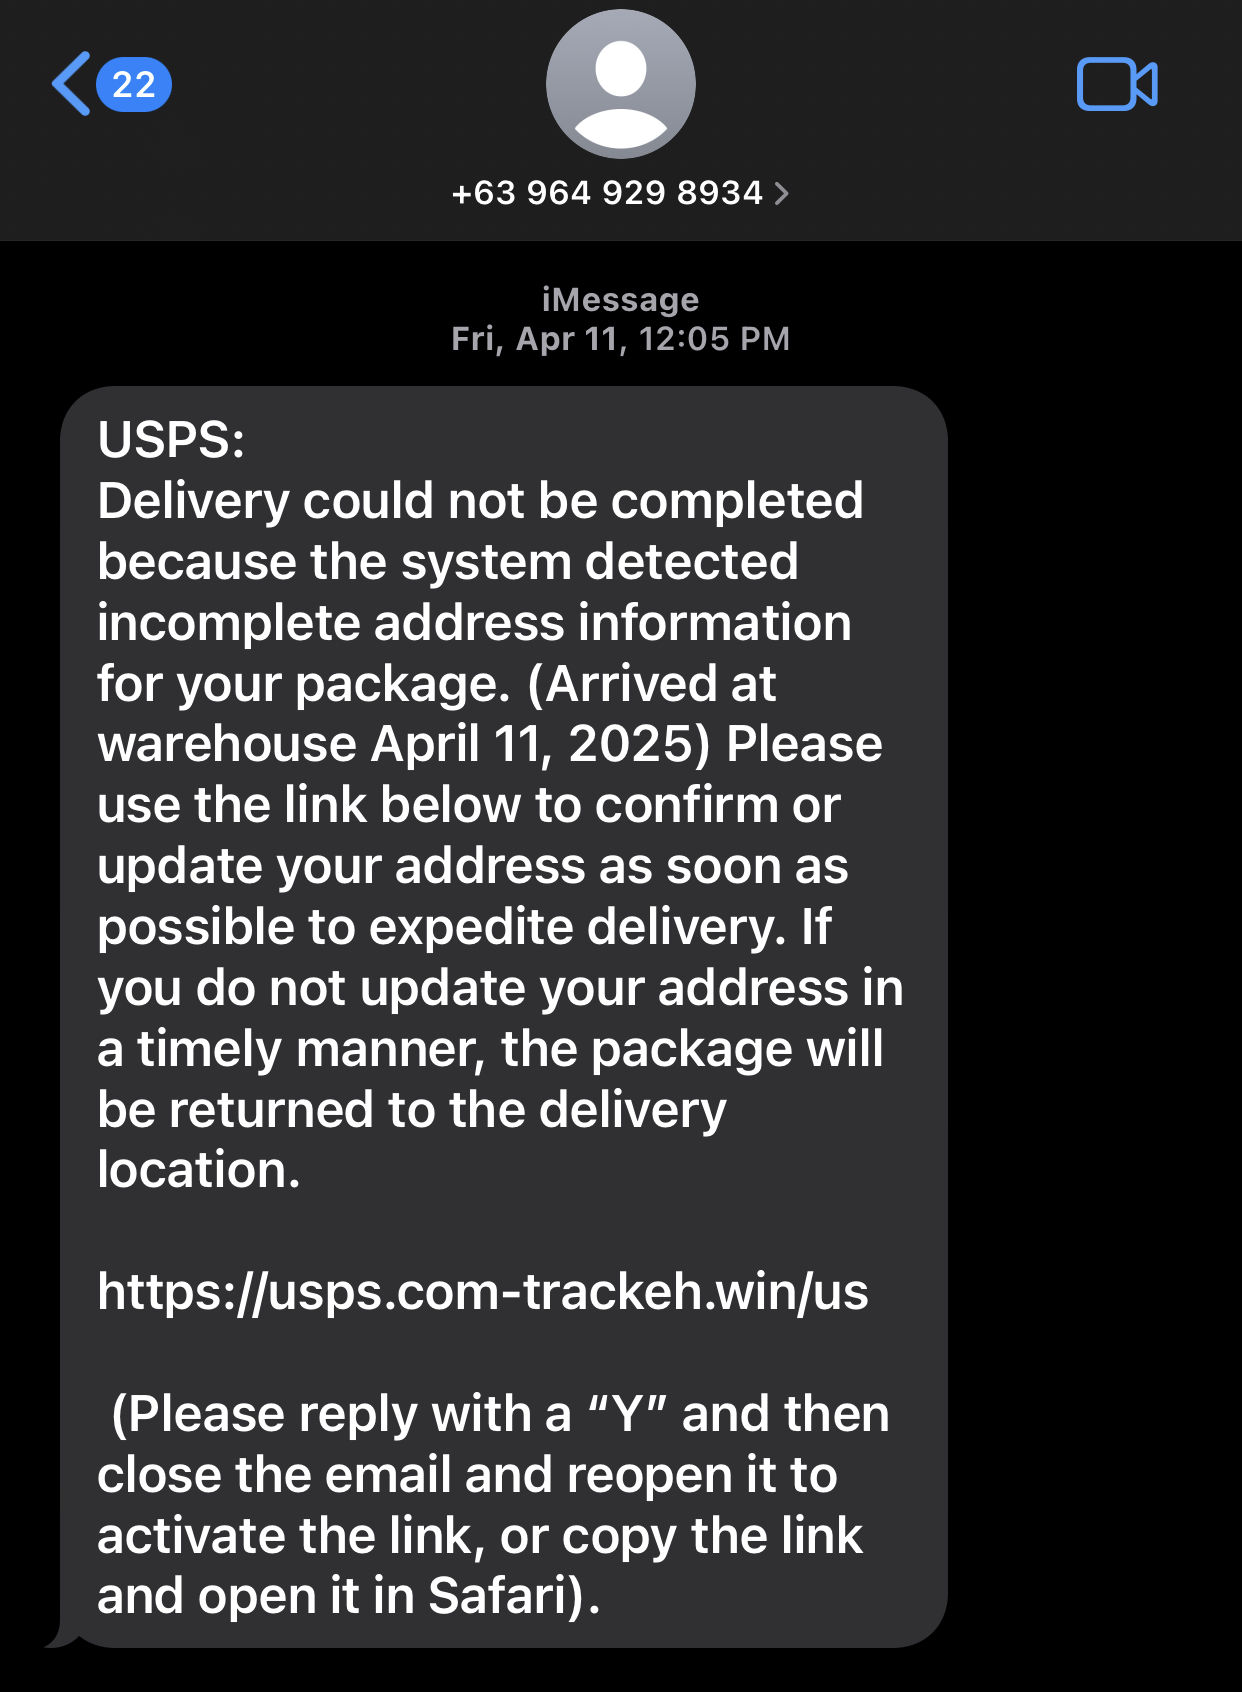 22
+63 964 929 8934
iMessage
Fri, Apr 11, 12:05 PM
USPS:
Delivery could not be completed
because the system detected
incomplete address information
for your package. (Arrived at
warehouse April 11, 2025) Please
use the link below to confirm or
update your address as soon as
possible to expedite delivery. If
you do not update your address in
a timely manner, the package will
be returned to the delivery
location.
https://usps.com-trackeh.win/us
(Please reply with a “Y” and then
close the email and reopen it to
activate the link, or copy the link
and open it in Safari).